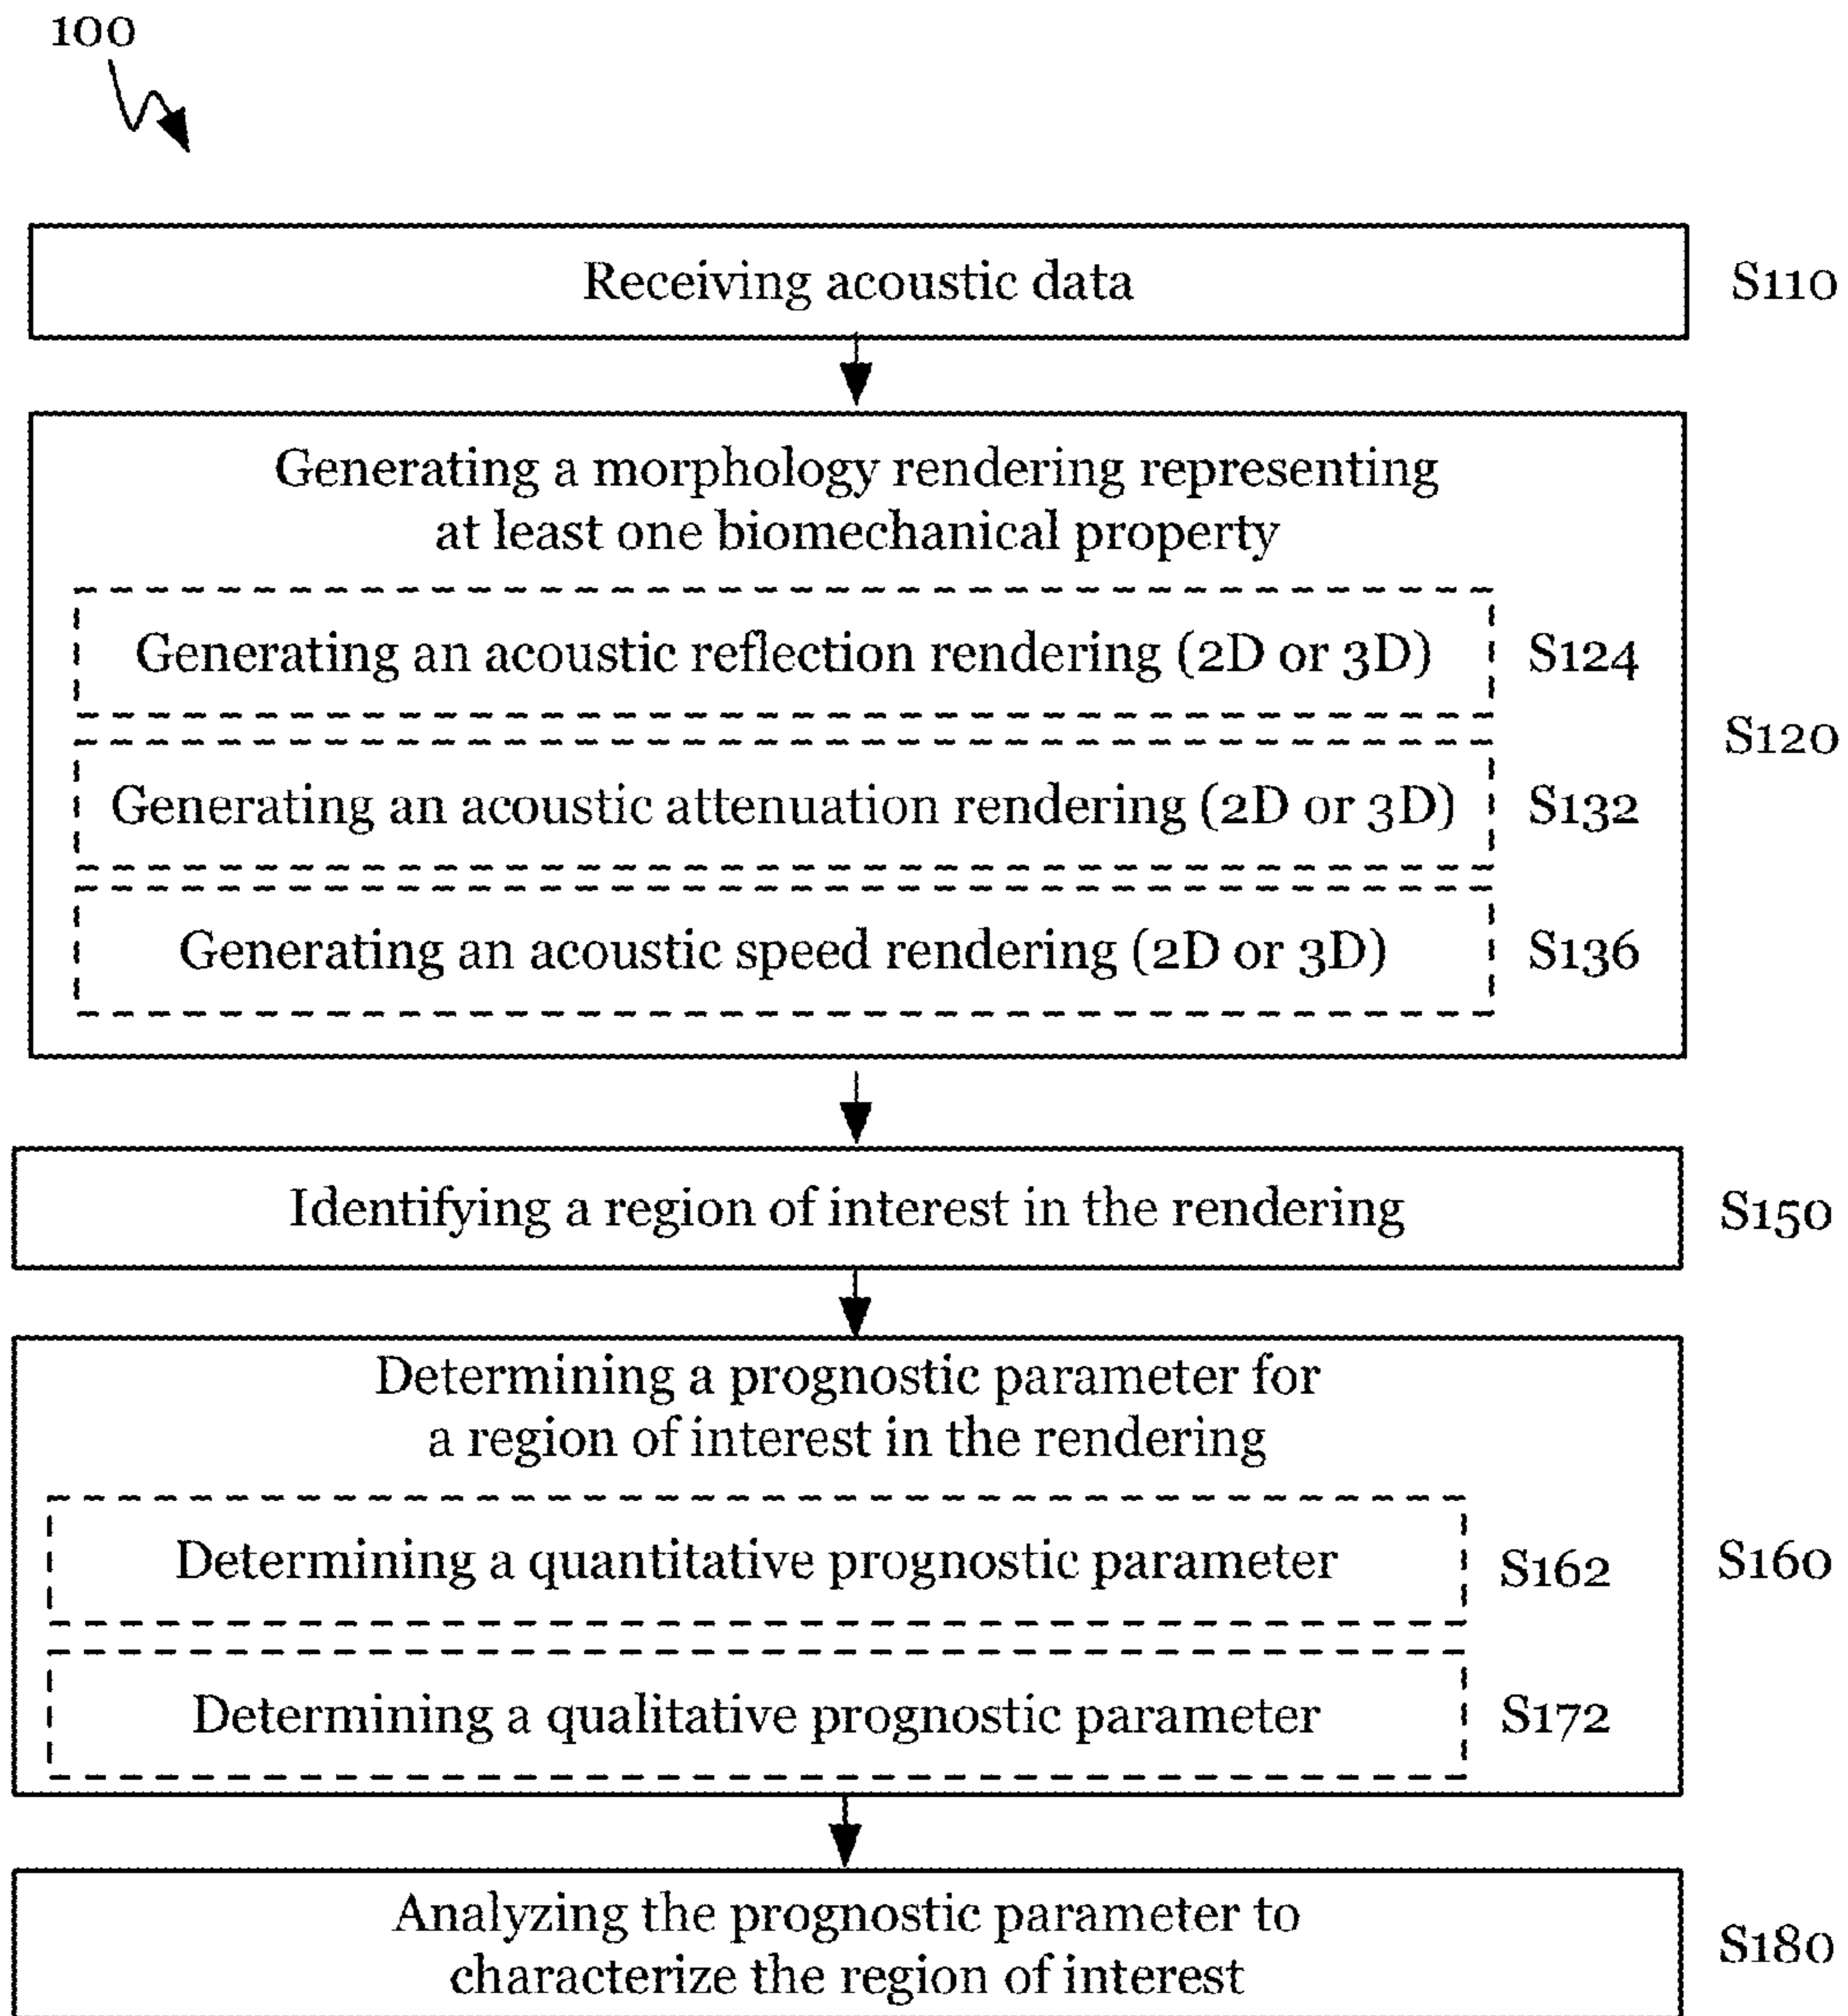 100
Receiving acoustic data
S110
Generating a morphology rendering representing
at least one biomechanical property
Generating an acoustic reflection rendering (2D or 3D)
S124
S120
Generating an acoustic attenuation rendering (2D or 3D)
S132
Generating an acoustic speed rendering (2D or 3D)
S136
Identifying a region of interest in the rendering
S150
Determining a prognostic parameter for
a region of interest in the rendering
Determining a quantitative prognostic parameter
S162
S160
Determining a qualitative prognostic parameter
S172
Analyzing the prognostic parameter to
characterize the region of interest
S180